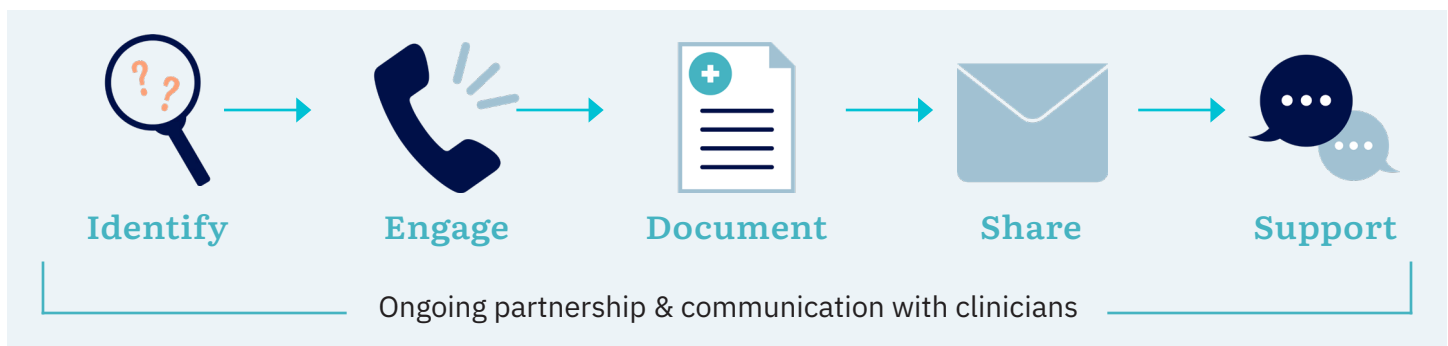 ? ?
Identify
Engage
Document
Share
Support
Ongoing partnership & communication with clinicians